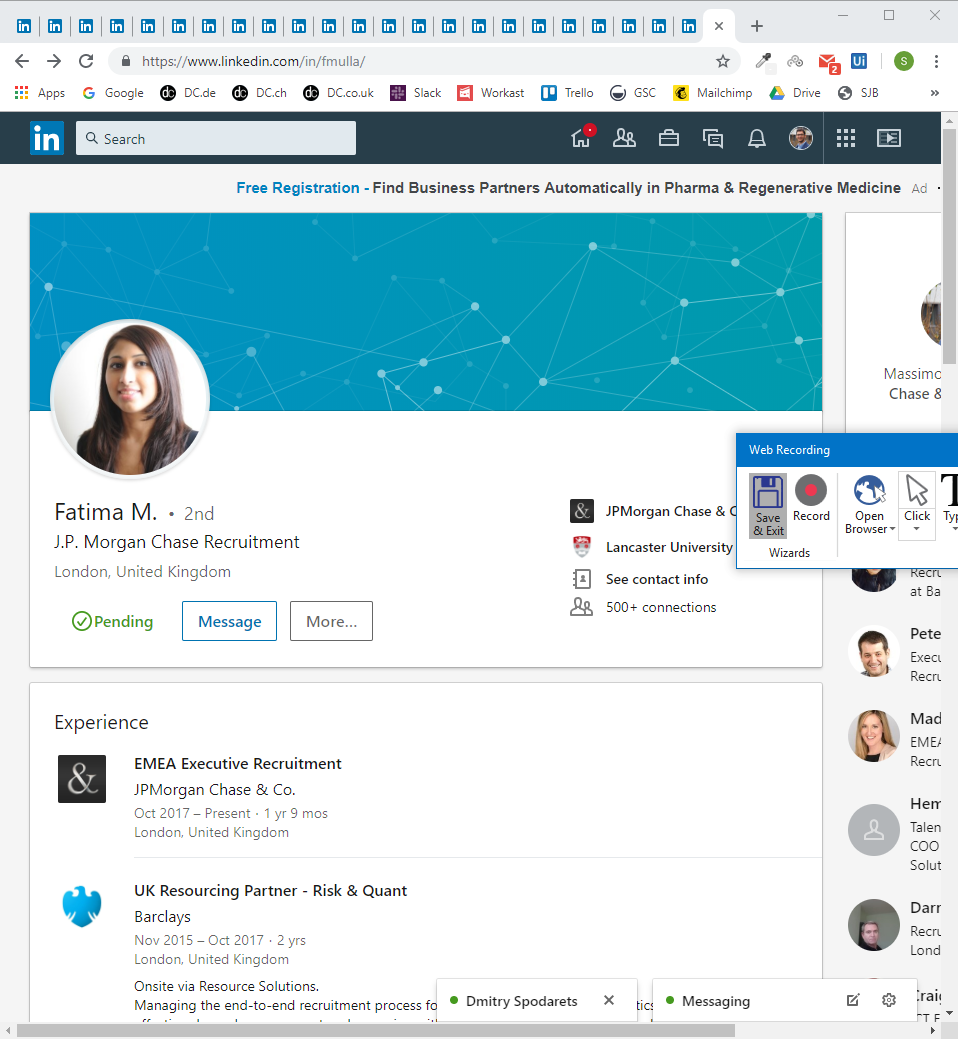 https://www.linkedin.com/in/fmulla/
2
Ui
S
Apps
Google
DC.de
DC.ch
DC.co.uk
Slack
Workast
Trello
GSC
Mailchimp
Drive
SJB
»
in
Search
Free Registration - Find Business Partners Automatically in Pharma & Regenerative Medicine
Ad
Massimo
Chase &
Fatima M. • 2nd
J.P. Morgan Chase Recruitment
London, United Kingdom
Pending
Message
More...
JPMorgan Chase & C
Lancaster University
See contact info
500+ connections
Web Recording
Save
& Exit
Record
Wizards
Open
Browser
Click
Typ
Recru
at Ba
Pete
Execu
Recru
Mad
EMEA
Recru
Hem
Talen
COO
Solut
Darr
Recru
Lond
Craig
CT F
Experience
&
EMEA Executive Recruitment
JPMorgan Chase & Co.
Oct 2017 – Present · 1 yr 9 mos
London, United Kingdom
UK Resourcing Partner - Risk & Quant
Barclays
Nov 2015 – Oct 2017 · 2 yrs
London, United Kingdom
Onsite via Resource Solutions.
Managing the end-to-end recruitment process fo
tics
Dmitry Spodarets
Messaging